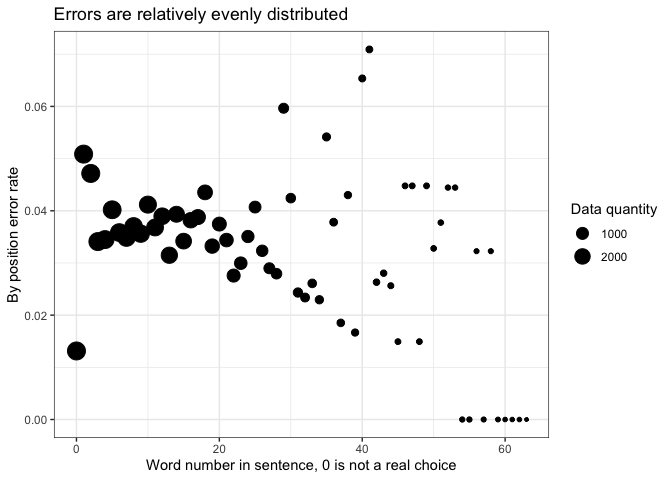 Errors are relatively evenly distributed
By position error rate
0.06
0.04
0.02
0.00
0
20
40
60
Word number in sentence, 0 is not a real choice
Data quantity
1000
2000